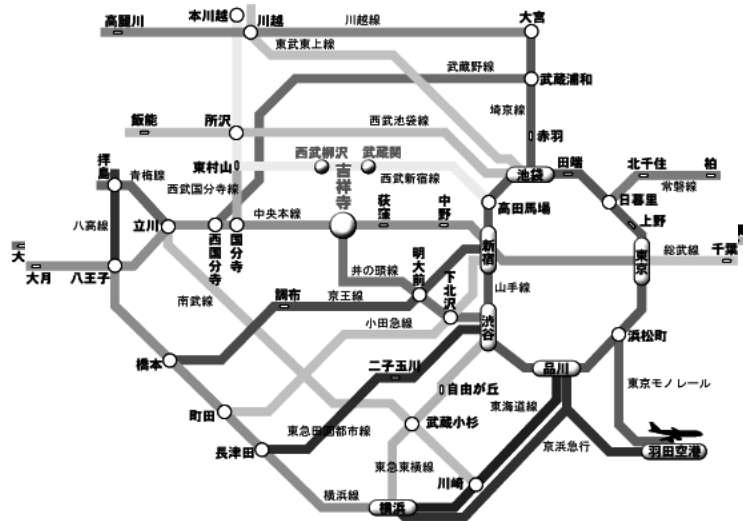 本川越
大宮
高麗川
川越
川越線
東武東上線
武蔵野線
武蔵浦和
埼京線
飯能
所沢
西武池袋線
赤羽
拝島
青梅線
東村山
西武柳沢
武蔵関
西武国分寺線
吉祥寺
西武新宿線
池袋
田端
北千住
柏
常磐線
日暮里
八高線
立川
中央本線
荻窪
中野
高田馬場
上野
西国分寺
国分寺
新宿
東京
総武線
千葉
大月
八王子
井の頭線
明大前
下北沢
山手線
南武線
調布
京王線
小田急線
渋谷
浜松町
橋本
二子玉川
品川
自由が丘
東京モノレール
町田
東急田園都市線
武蔵小杉
東海道線
長津田
東急東横線
京浜急行
羽田空港
川崎
横浜線
横浜